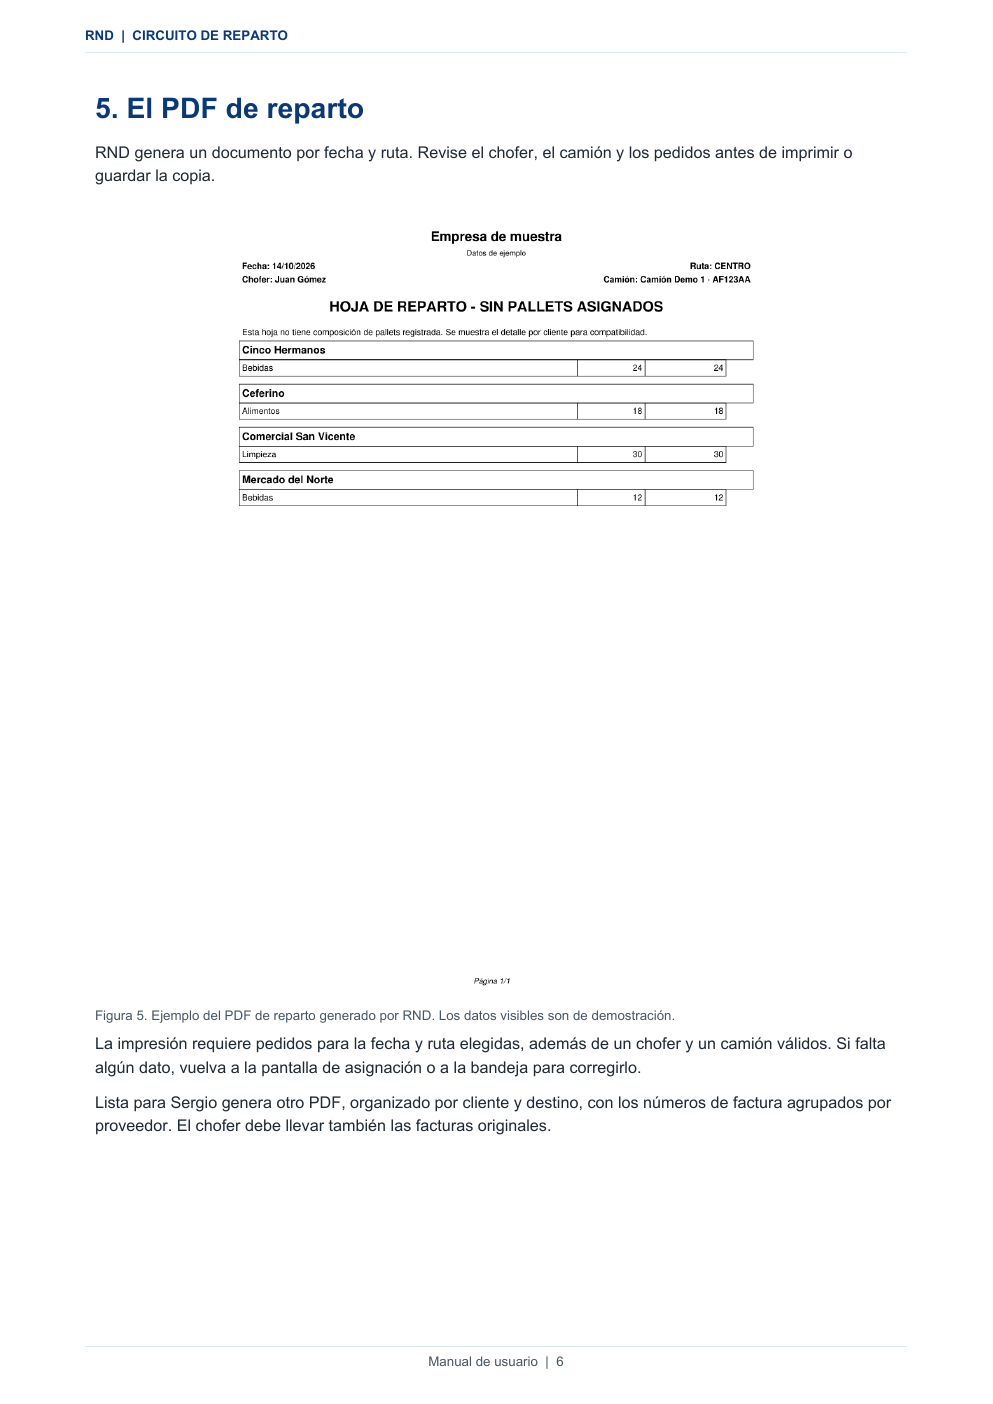 RND | CIRCUITO DE REPARTO
5. El PDF de reparto
RND genera un documento por fecha y ruta. Revise el chofer, el camión y los pedidos antes de imprimir o
guardar la copia.
Empresa de muestra
Datos de ejemplo
Fecha: 14/10/2026 Ruta: CENTRO
Chofer: Juan Gómez Camión: Camión Demo 1 - AF123AA
HOJA DE REPARTO - SIN PALLETS ASIGNADOS
Esta hoja no tiene composición de pallets registrada. Se muestra el detalle por cliente para compatibilidad.
Cinco Hermanos
Bebidas 24 24
Ceferino
Alimentos 18 18
Comercial San Vicente
Limpieza 30 30
Mercado del Norte
Bebidas 12 12
Página 1/1
Figura 5. Ejemplo del PDF de reparto generado por RND. Los datos visibles son de demostración.
La impresión requiere pedidos para la fecha y ruta elegidas, además de un chofer y un camión válidos. Si falta
algún dato, vuelva a la pantalla de asignación o a la bandeja para corregirlo.
Lista para Sergio genera otro PDF, organizado por cliente y destino, con los números de factura agrupados por
proveedor. El chofer debe llevar también las facturas originales.
Manual de usuario | 6